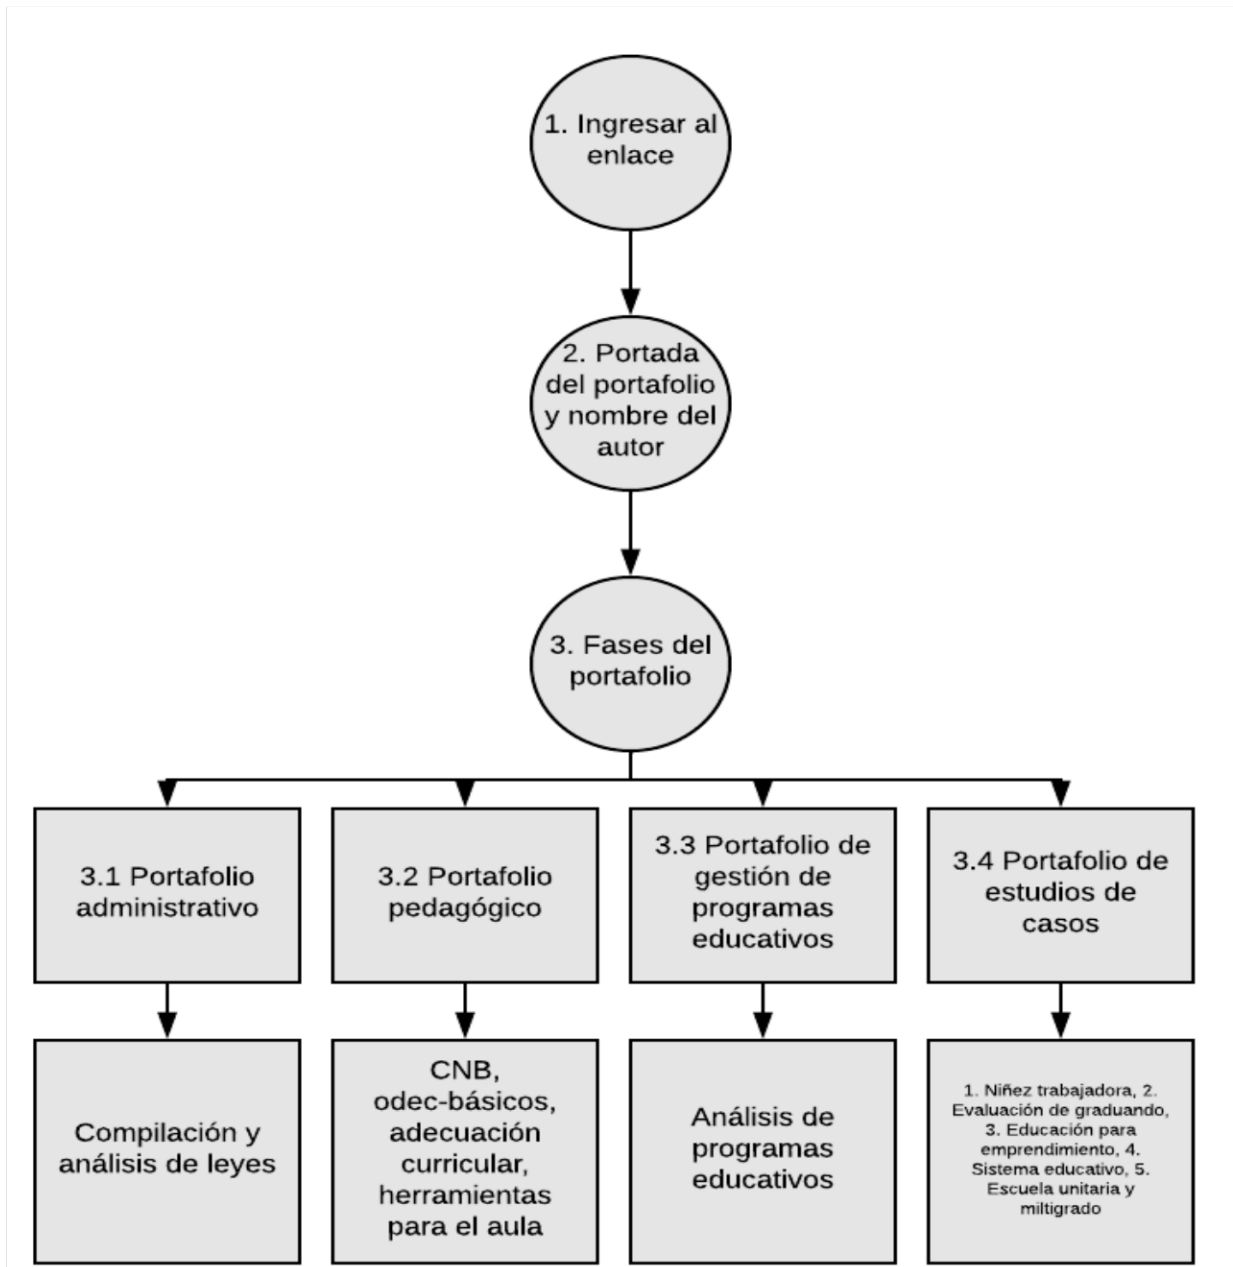 1. Ingresar al
enlace
2. Portada
del portafolio
y nombre del
autor
3. Fases del
portafolio
3.1 Portafolio
administrativo
3.2 Portafolio
pedagógico
3.3 Portafolio de
gestión de
programas
educativos
3.4 Portafolio de
estudios de
casos
Compilación y
análisis de leyes
CNB,
odec-básicos,
adecuación
curricular,
herramientas
para el aula
Análisis de
programas
educativos
1. Niñez trabajadora, 2.
Evaluación de graduando,
3. Educación para
emprendimiento, 4.
Sistema educativo, 5.
Escuela unitaria y
miltigrado